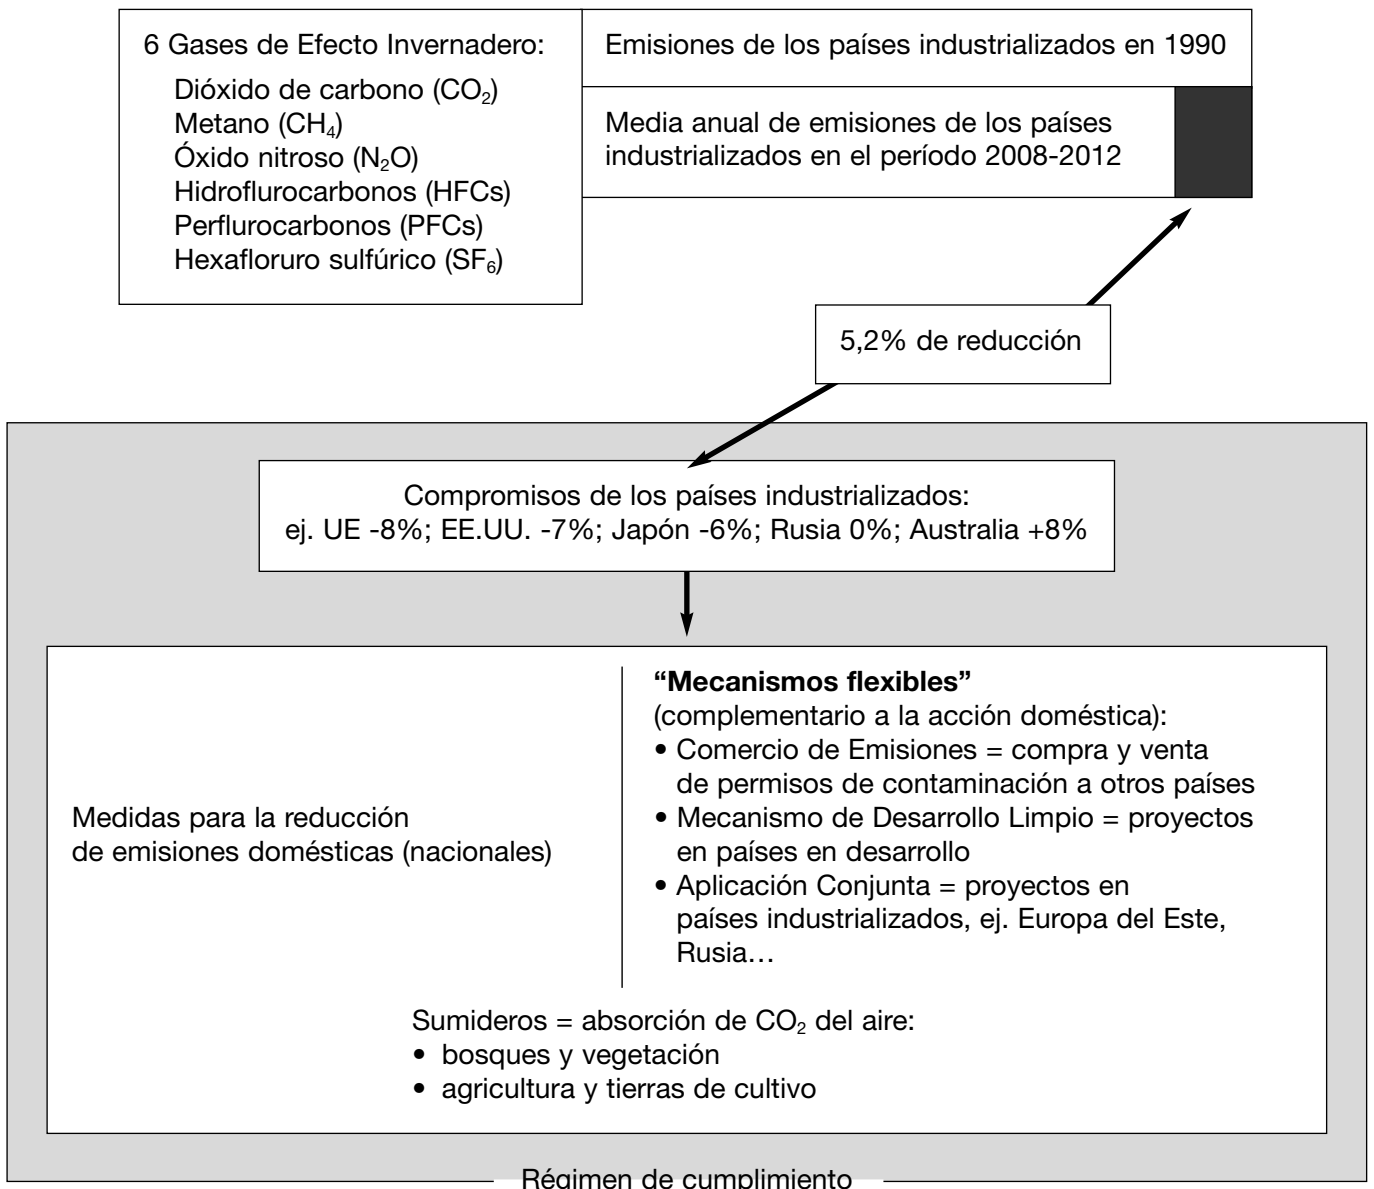 6 Gases de Efecto Invernadero:
Dióxido de carbono (CO₂)
Metano (CH₄)
Óxido nitroso (N₂O)
Hidroflurocarbonos (HFCs)
Perflurocarbonos (PFCs)
Hexafloruro sulfúrico (SF₆)
Emisiones de los países industrializados en 1990
Media anual de emisiones de los países
industrializados en el período 2008-2012
5,2% de reducción
Compromisos de los países industrializados:
ej. UE -8%; EE.UU. -7%; Japón -6%; Rusia 0%; Australia +8%
Medidas para la reducción
de emisiones domésticas (nacionales)
“Mecanismos flexibles”
(complementario a la acción doméstica):
• Comercio de Emisiones = compra y venta
de permisos de contaminación a otros países
• Mecanismo de Desarrollo Limpio = proyectos
en países en desarrollo
• Aplicación Conjunta = proyectos en
países industrializados, ej. Europa del Este,
Rusia…
Sumideros = absorción de CO₂ del aire:
• bosques y vegetación
• agricultura y tierras de cultivo
Régimen de cumplimiento